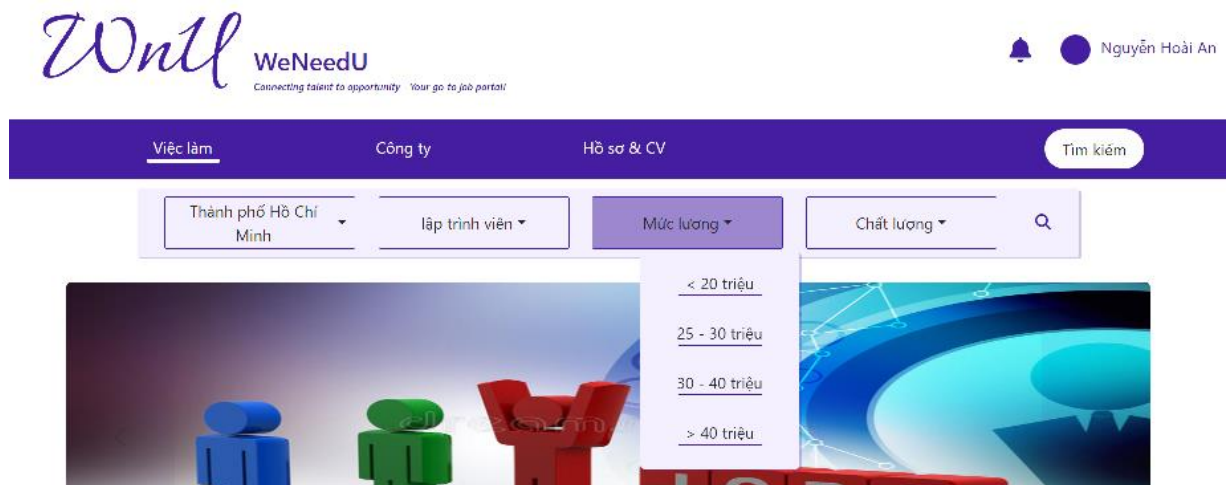 WnU
WeNeedU
Connecting talent to opportunity Your go to job portal!
Nguyễn Hoài An
Việc làm
Công ty
Hồ sơ & CV
Tìm kiếm
Thành phố Hồ Chí
Minh
lập trình viên
Mức lương
Chất lượng
< 20 triệu
25 - 30 triệu
30 - 40 triệu
> 40 triệu